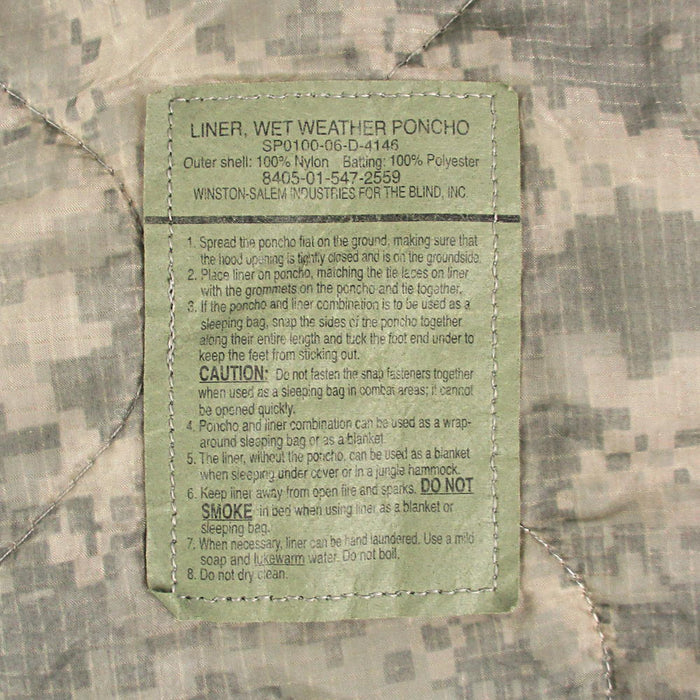 LINER, WET WEATHER PONCHO
SP0100-06-D-4146
Outer shell: 100% Nylon Batting: 100% Polyester
8405-01-547-2559
WINSTON-SALEM INDUSTRIES FOR THE BLIND, INC.
1. Spread the poncho flat on the ground, making sure that
the hood opening is tightly closed and is on the groundside.
2. Place liner on poncho, matching the tie laces on liner
with the grommets on the poncho and tie together.
3. If the poncho and liner combination is to be used as a
sleeping bag, snap the sides of the poncho together
along their entire length and tuck the foot end under to
keep the feet from sticking out.
CAUTION: Do not fasten the snap fasteners together
when used as a sleeping bag in combat areas; it cannot
be opened quickly.
4. Poncho and liner combination can be used as a wrap-
around sleeping bag or as a blanket.
5. The liner, without the poncho, can be used as a blanket
when sleeping under cover or in a jungle hammock.
6. Keep liner away from open fire and sparks. DO NOT
SMOKE in bed when using liner as a blanket or
sleeping bag.
7. When necessary, liner can be hand laundered. Use a mild
soap and lukewarm water. Do not boil.
8. Do not dry clean.